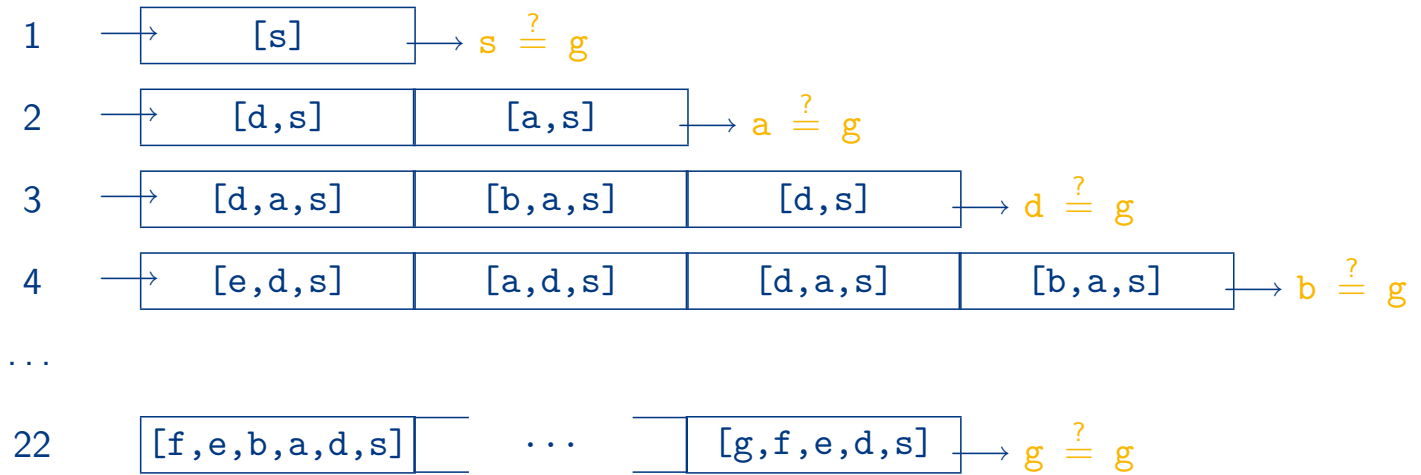 1 [s] s ?= g
2 [d,s] [a,s] a ?= g
3 [d,a,s] [b,a,s] [d,s] d ?= g
4 [e,d,s] [a,d,s] [d,a,s] [b,a,s] b ?= g
...
22 [f,e,b,a,d,s] ... [g,f,e,d,s] g ?= g